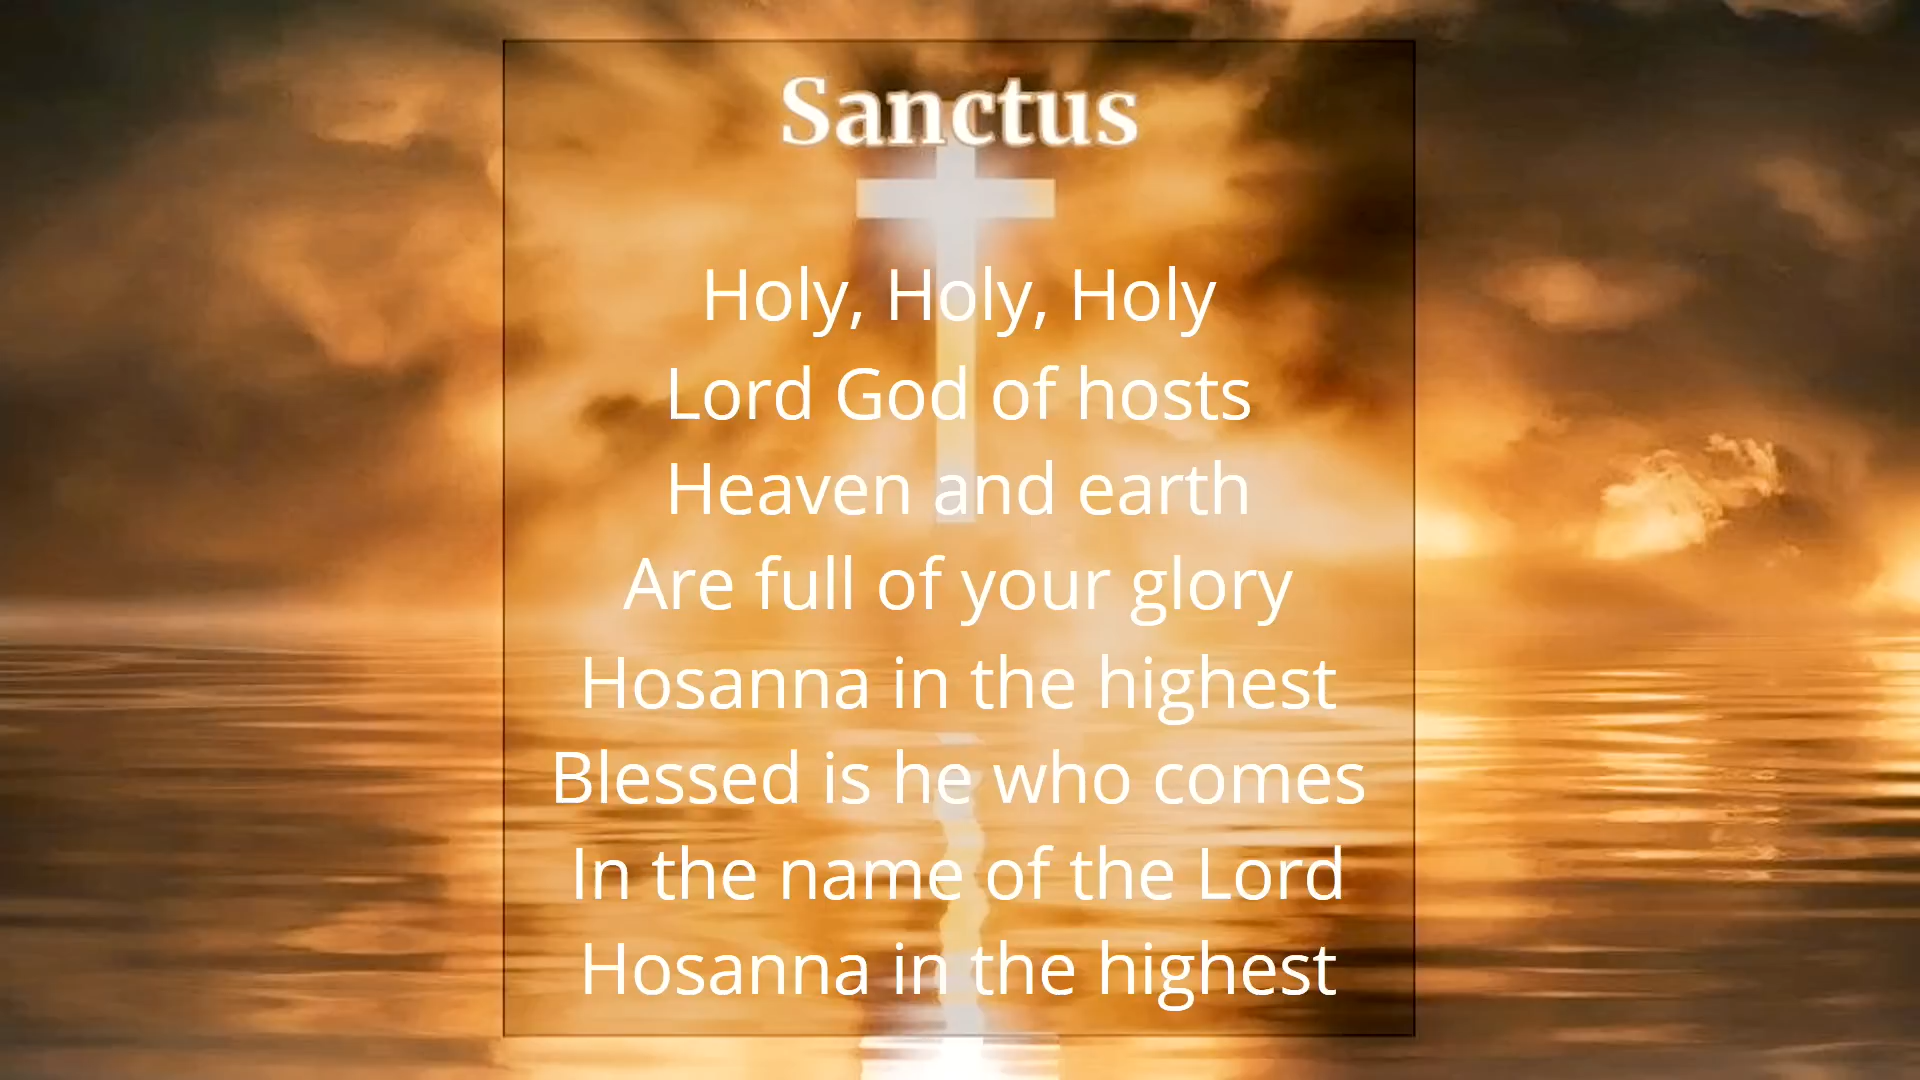 Sanctus
Holy, Holy, Holy
Lord God of hosts
Heaven and earth
Are full of your glory
Hosanna in the highest
Blessed is he who comes
In the name of the Lord
Hosanna in the highest